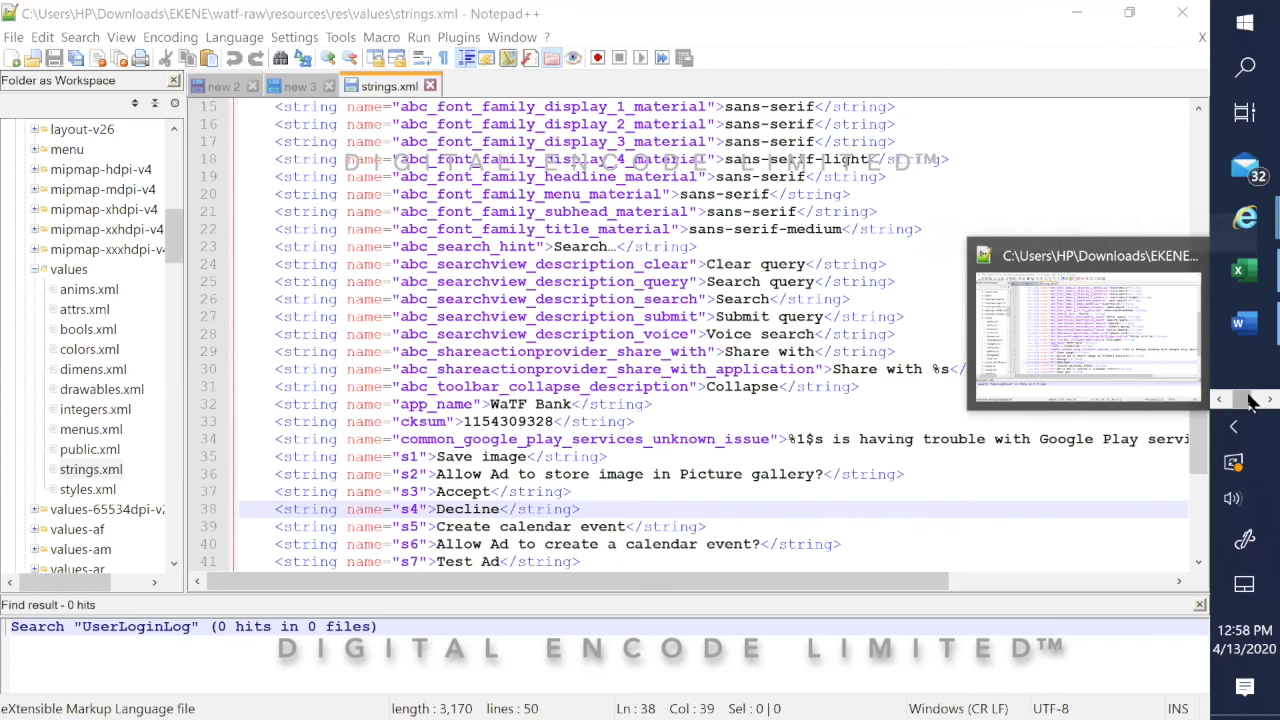 C:\Users\HP\Downloads\EKENE\watf-raw\resources\res\values\strings.xml - Notepad++
File Edit Search View Encoding Language Settings Tools Macro Run Plugins Window ? X
Folder as Workspace
new 2
new 3
strings.xml
layout-v26
menu
mipmap-hdpi-v4
mipmap-mdpi-v4
mipmap-xhdpi-v4
mipmap-xxhdpi-v4
mipmap-xxxhdpi-v4
values
anims.xml
attrs.xml
bools.xml
colors.xml
dimens.xml
drawables.xml
integers.xml
menus.xml
public.xml
strings.xml
styles.xml
values-65534dpi-v2
values-af
values-am
values-ar
15 <string name="abc_font_family_display_1_material">sans-serif</string>
16 <string name="abc_font_family_display_2_material">sans-serif</string>
17 <string name="abc_font_family_display_3_material">sans-serif</string>
18 <string name="abc_font_family_display_4_material">sans-serif-light</string>
DIGITAL ENCODE LIMITED™
19 <string name="abc_font_family_headline_material">sans-serif</string>
20 <string name="abc_font_family_menu_material">sans-serif</string>
21 <string name="abc_font_family_subhead_material">sans-serif</string>
22 <string name="abc_font_family_title_material">sans-serif-medium</string>
23 <string name="abc_search_hint">Search…</string>
24 <string name="abc_searchview_description_clear">Clear query</string>
25 <string name="abc_searchview_description_query">Search query</string>
26 <string name="abc_searchview_description_search">Search</string>
27 <string name="abc_searchview_description_submit">Submit query</string>
28 <string name="abc_searchview_description_voice">Voice search</string>
29 <string name="abc_shareactionprovider_share_with">Share with</string>
30 <string name="abc_shareactionprovider_share_with_application">Share with %s</
31 <string name="abc_toolbar_collapse_description">Collapse</string>
32 <string name="app_name">WaTF Bank</string>
33 <string name="cksum">1154309328</string>
34 <string name="common_google_play_services_unknown_issue">%1$s is having trouble with Google Play servi
35 <string name="s1">Save image</string>
36 <string name="s2">Allow Ad to store image in Picture gallery?</string>
37 <string name="s3">Accept</string>
38 <string name="s4">Decline</string>
39 <string name="s5">Create calendar event</string>
40 <string name="s6">Allow Ad to create a calendar event?</string>
41 <string name="s7">Test Ad</string>
C:\Users\HP\Downloads\EKENE...
32
Find result - 0 hits
Search "UserLoginLog" (0 hits in 0 files)
DIGITAL ENCODE LIMITED™
12:58 PM
4/13/2020
eXtensible Markup Language file length : 3,170 lines : 50 Ln : 38 Col : 39 Sel : 0 | 0 Windows (CR LF) UTF-8 INS